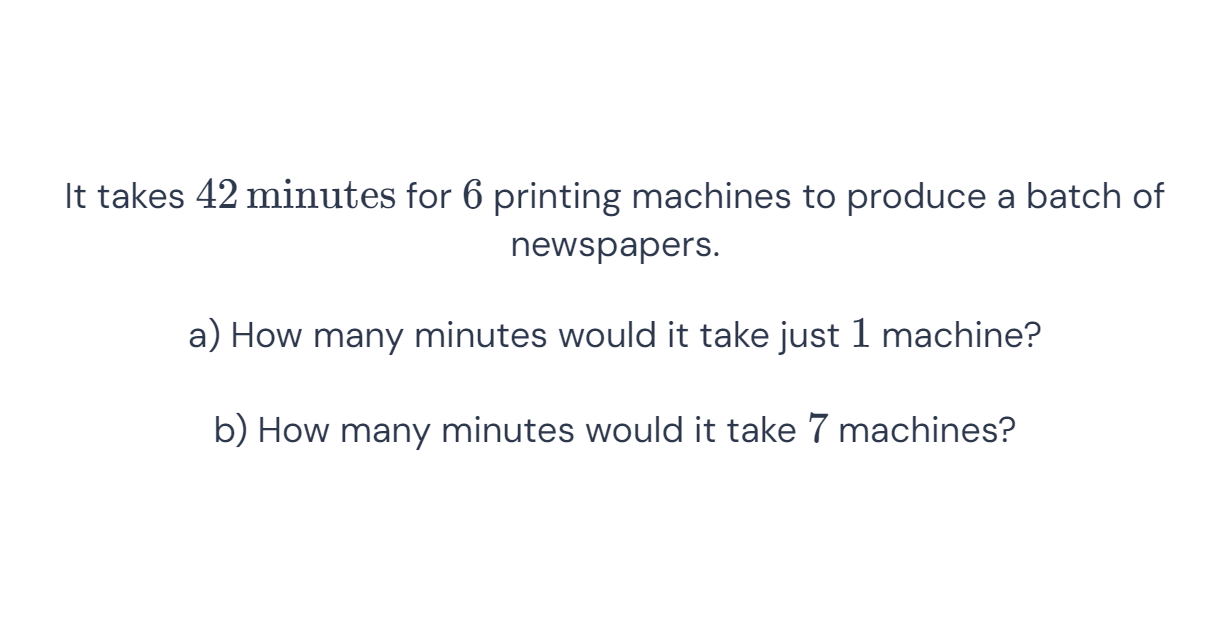 It takes 42 minutes for 6 printing machines to produce a batch of
newspapers.
a) How many minutes would it take just 1 machine?
b) How many minutes would it take 7 machines?